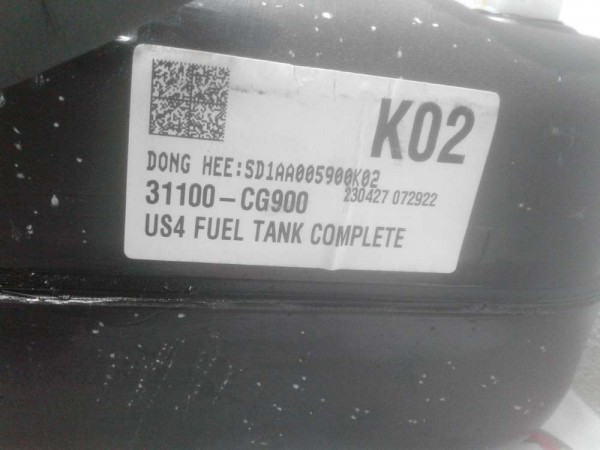 K02
DONG HEE:SD1AA005900K02
31100-CG900 230427 072922
US4 FUEL TANK COMPLETE